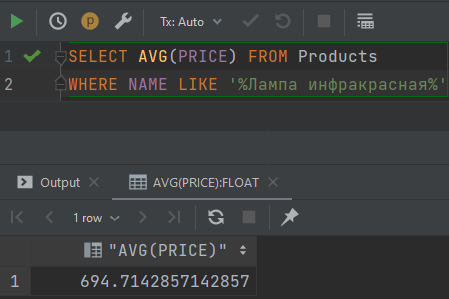 Tx: Auto
1 SELECT AVG(PRICE) FROM Products
2 WHERE NAME LIKE '%Лампа инфракрасная%'
Output AVG(PRICE):FLOAT
1 row
"AVG(PRICE)"
1 694.7142857142857